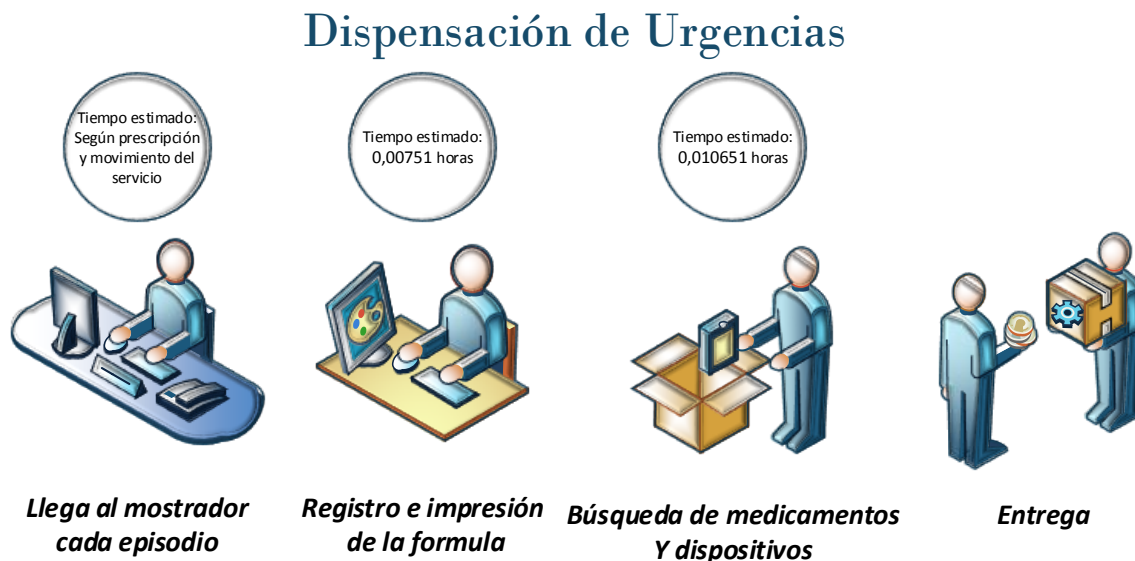 Dispensación de Urgencias
Tiempo estimado:
Según prescripción
y movimiento del
servicio
Tiempo estimado:
0,00751 horas
Tiempo estimado:
0,010651 horas
Llega al mostrador
cada episodio
Registro e impresión
de la formula
Búsqueda de medicamentos
Y dispositivos
Entrega